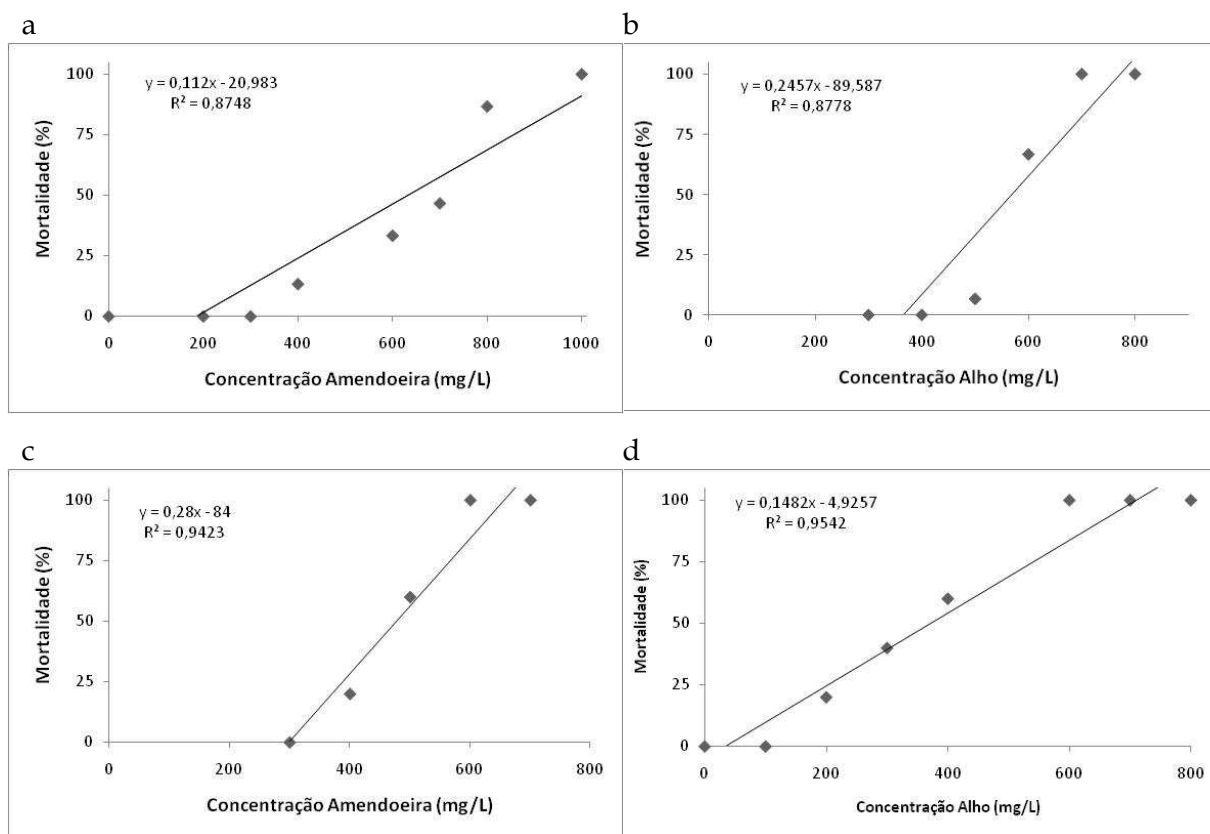 a
y = 0,112x - 20,983
R² = 0,8748
Mortalidade (%)
100
75
50
25
0
0 200 400 600 800 1000
Concentração Amendoeira (mg/L)
b
y = 0,2457x - 89,587
R² = 0,8778
Mortalidade (%)
100
75
50
25
0
0 200 400 600 800
Concentração Alho (mg/L)
c
y = 0,28x - 84
R² = 0,9423
Mortalidade (%)
100
75
50
25
0
0 200 400 600 800
Concentração Amendoeira (mg/L)
d
y = 0,1482x - 4,9257
R² = 0,9542
Mortalidade (%)
100
75
50
25
0
0 200 400 600 800
Concentração Alho (mg/L)